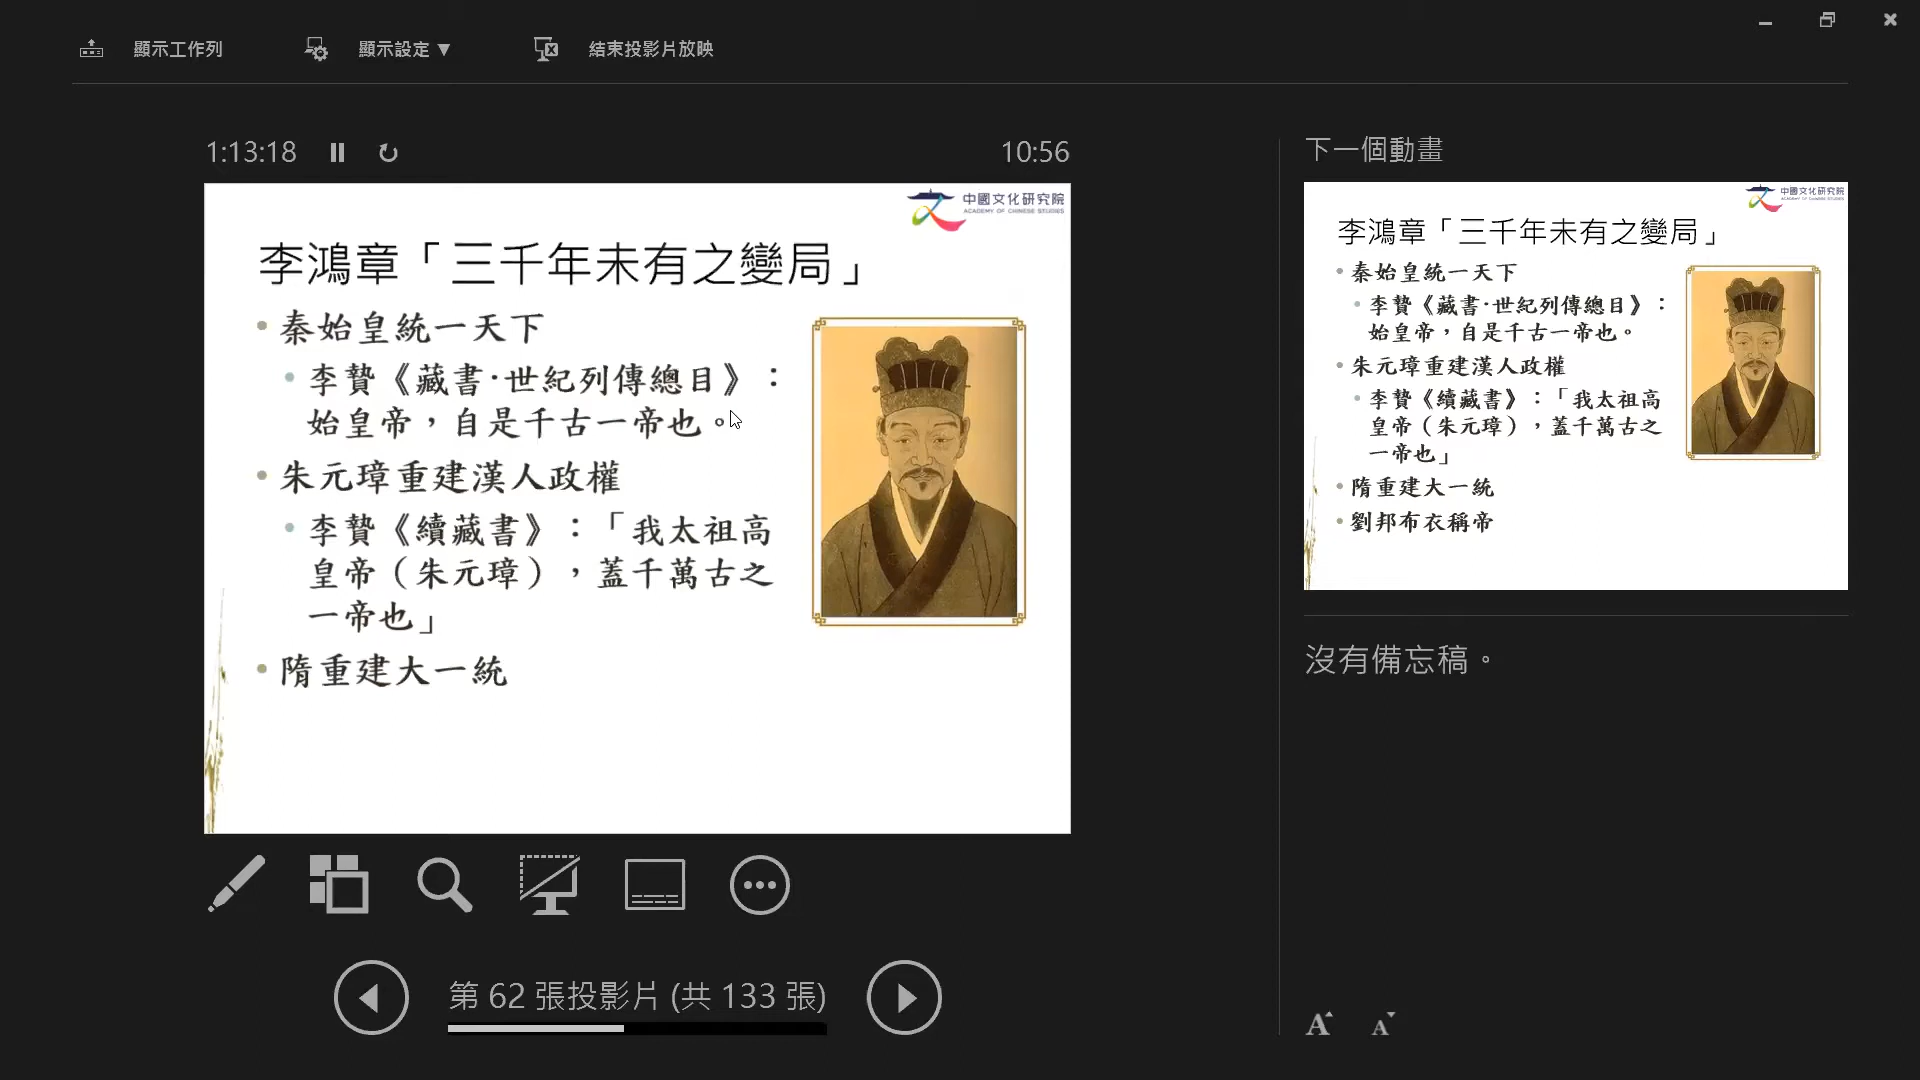 顯示工作列
顯示設定 ▼
結束投影片放映
1:13:18
10:56
中國文化研究院
ACADEMY OF CHINESE STUDIES
李鴻章「三千年未有之變局」
• 秦始皇統一天下
• 李贄《藏書·世紀列傳總目》：
始皇帝，自是千古一帝也。
• 朱元璋重建漢人政權
• 李贄《續藏書》：「我太祖高
皇帝（朱元璋），蓋千萬古之
一帝也」
• 隋重建大一統
第 62 張投影片 (共 133 張)
下一個動畫
中國文化研究院
ACADEMY OF CHINESE STUDIES
李鴻章「三千年未有之變局」
• 秦始皇統一天下
• 李贄《藏書·世紀列傳總目》：
始皇帝，自是千古一帝也。
• 朱元璋重建漢人政權
• 李贄《續藏書》：「我太祖高
皇帝（朱元璋），蓋千萬古之
一帝也」
• 隋重建大一統
• 劉邦布衣稱帝
沒有備忘稿。
A A